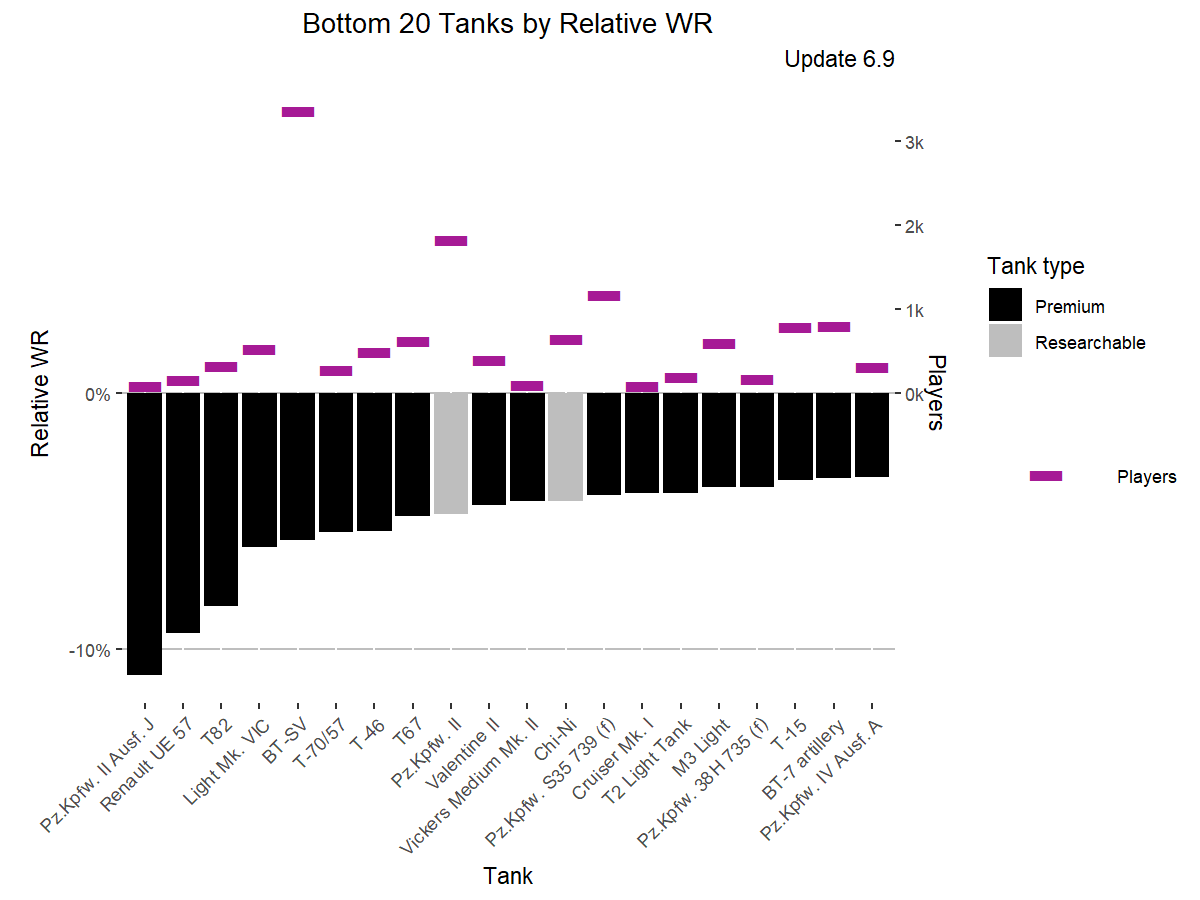 Bottom 20 Tanks by Relative WR
Update 6.9
3k
2k
1k
0k
Players
0%
-10%
Relative WR
Pz.Kpfw. II Ausf. J
Renault UE 57
T82
Light Mk. VIC
BT-SV
T-70/57
T-46
T67
Pz.Kpfw. II
Valentine II
Vickers Medium Mk. II
Chi-Ni
Pz.Kpfw. S35 739 (f)
Cruiser Mk. I
T2 Light Tank
M3 Light
Pz.Kpfw. 38H 735 (f)
T-15
BT-7 artillery
Pz.Kpfw. IV Ausf. A
Tank
Tank type
Premium
Researchable
Players